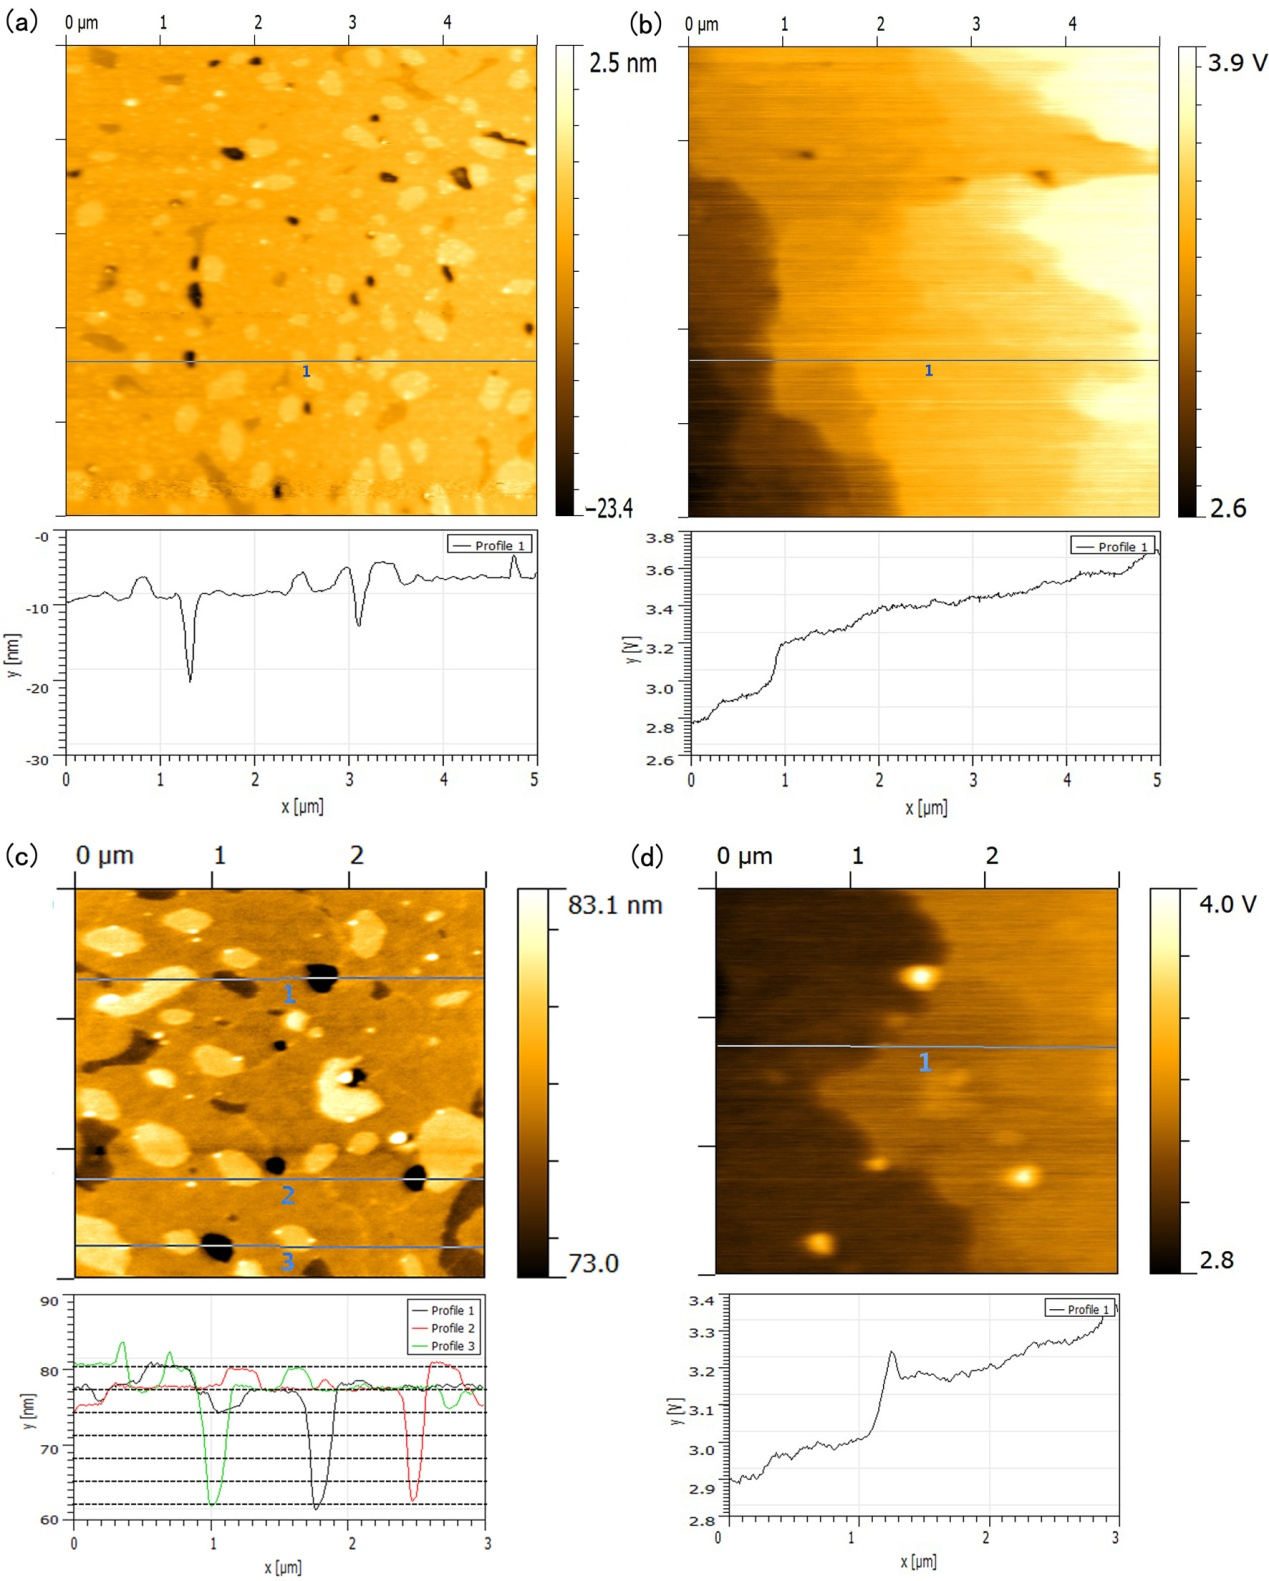 (a)
0 µm 1 2 3 4
2.5 nm
−23.4
1
Profile 1
-0
-10
-20
-30
y [nm]
0 1 2 3 4 5
x [µm]
(b)
0 µm 1 2 3 4
3.9 V
2.6
1
Profile 1
3.8
3.6
3.4
3.2
3.0
2.8
2.6
y [V]
0 1 2 3 4 5
x [µm]
(c)
0 µm 1 2
83.1 nm
73.0
1
2
3
Profile 1
Profile 2
Profile 3
90
80
70
60
y [nm]
0 1 2 3
x [µm]
(d)
0 µm 1 2
4.0 V
2.8
1
Profile 1
3.4
3.3
3.2
3.1
3.0
2.9
2.8
y [V]
0 1 2 3
x [µm]